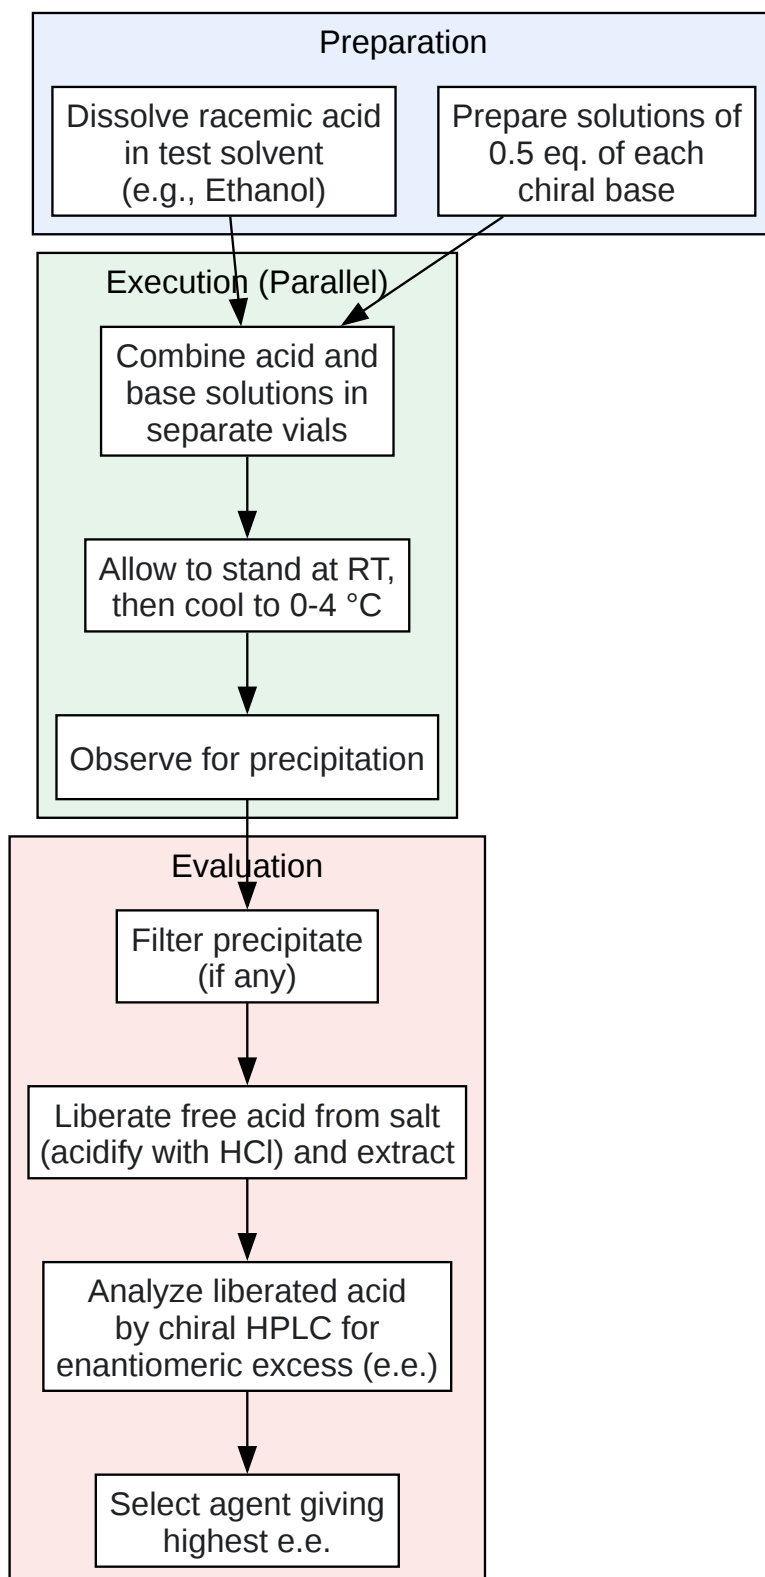 Preparation
Dissolve racemic acid
in test solvent
(e.g., Ethanol)
Prepare solutions of
0.5 eq. of each
chiral base
Execution (Parallel)
Combine acid and
base solutions in
separate vials
Allow to stand at RT,
then cool to 0-4 °C
Observe for precipitation
Evaluation
Filter precipitate
(if any)
Liberate free acid from salt
(acidify with HCl) and extract
Analyze liberated acid
by chiral HPLC for
enantiomeric excess (e.e.)
Select agent giving
highest e.e.